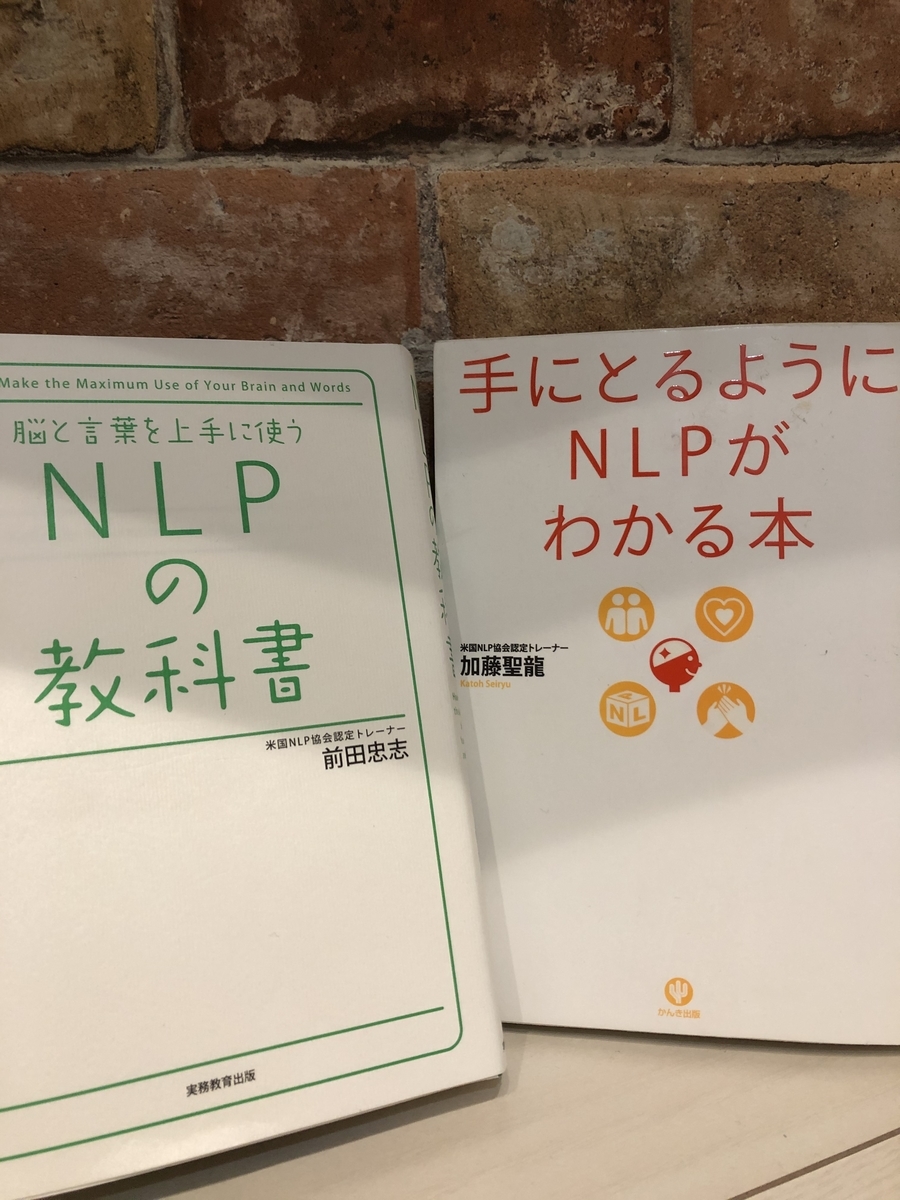 Make the Maximum Use of Your Brain and Words
脳と言葉を上手に使う
NLP
の
教科書
米国NLP協会認定トレーナー
前田忠志
実務教育出版
手にとるように
NLPが
わかる本
米国NLP協会認定トレーナー
加藤聖龍
Katoh Seiryu
N L
かんき出版